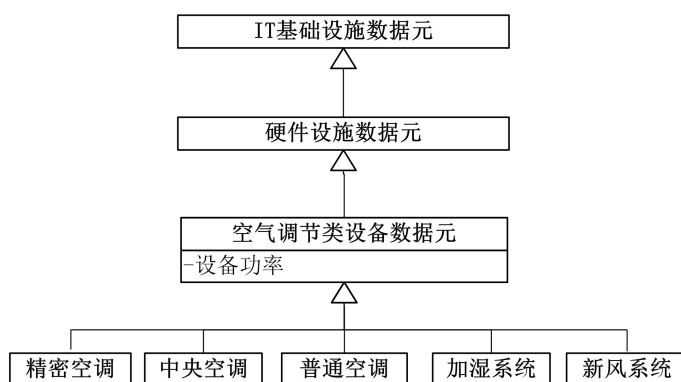 IT基础设施数据元
硬件设施数据元
空气调节类设备数据元
-设备功率
精密空调
中央空调
普通空调
加湿系统
新风系统